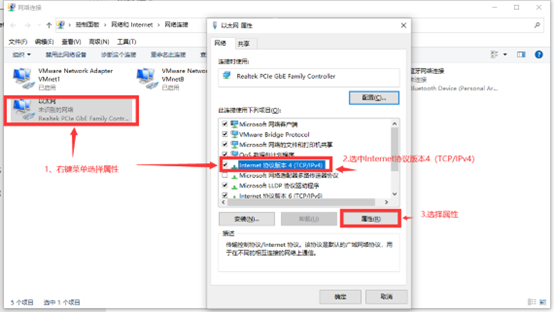 网络连接
控制面板 > 网络和 Internet > 网络连接
文件(F) 编辑(E) 查看(V) 高级(N) 工具(T)
组织 禁用此网络设备 诊断这个连接
VMware Network Adapter
VMnet1
已启用
VMware Network
VMnet8
已启用
蓝牙网络连接
Bluetooth Device (Personal Ar...
以太网
未识别的网络
Realtek PCIe GbE Family Contr...
以太网 属性
网络 共享
连接时使用:
Realtek PCIe GbE Family Controller
配置(C)...
此连接使用下列项目(O):
Microsoft 网络客户端
VMware Bridge Protocol
Microsoft 网络的文件和打印机共享
QoS 数据包计划程序
Internet 协议版本 4 (TCP/IPv4)
Microsoft 网络适配器多路传送器协议
Microsoft LLDP 协议驱动程序
Internet 协议版本 6 (TCP/IPv6)
安装(N)...
卸载(U)
属性(R)
描述
传输控制协议/Internet 协议。该协议是默认的广域网络协议，用
于在不同的相互连接的网络上通信。
确定
取消
1、右键菜单选择属性
2.选中Internet协议版本4（TCP/IPv4）
3.选择属性
5 个项目 选中 1 个项目